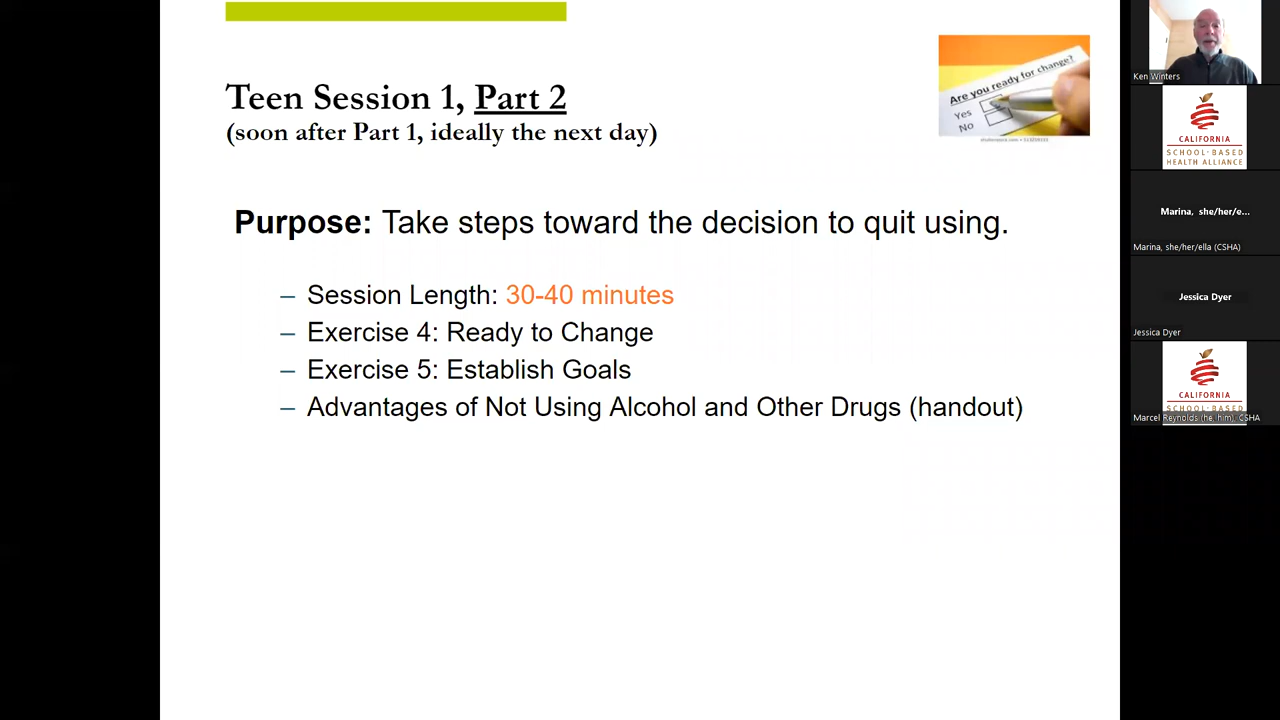 Teen Session 1, Part 2
(soon after Part 1, ideally the next day)
Are you ready for change?
Yes
No
Purpose: Take steps toward the decision to quit using.
– Session Length: 30-40 minutes
– Exercise 4: Ready to Change
– Exercise 5: Establish Goals
– Advantages of Not Using Alcohol and Other Drugs (handout)
Ken Winters
CALIFORNIA
SCHOOL-BASED
HEALTH ALLIANCE
Marina, she/her/e...
Marina, she/her/ella (CSHA)
Jessica Dyer
Jessica Dyer
CALIFORNIA
SCHOOL-BASED
Marcel Reynolds (he, him), CSHA